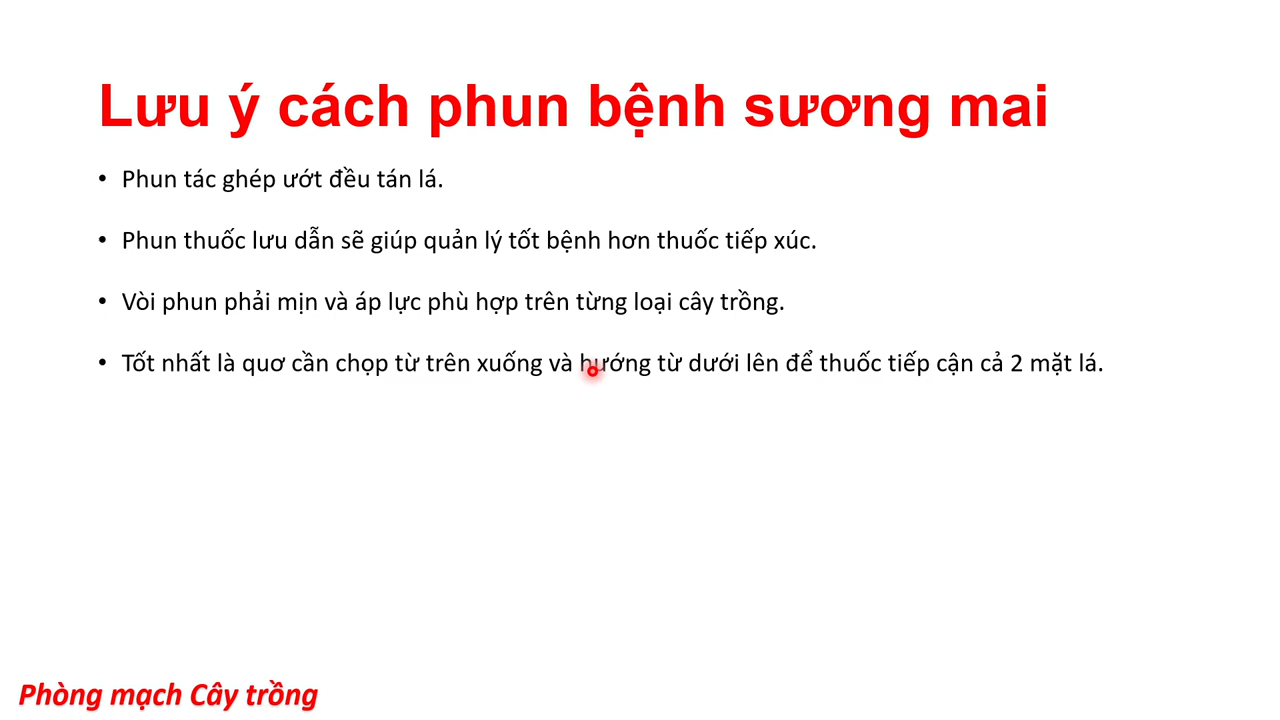 Lưu ý cách phun bệnh sương mai
• Phun tác ghép ướt đều tán lá.
• Phun thuốc lưu dẫn sẽ giúp quản lý tốt bệnh hơn thuốc tiếp xúc.
• Vòi phun phải mịn và áp lực phù hợp trên từng loại cây trồng.
• Tốt nhất là quơ cần chọp từ trên xuống và hướng từ dưới lên để thuốc tiếp cận cả 2 mặt lá.
Phòng mạch Cây trồng